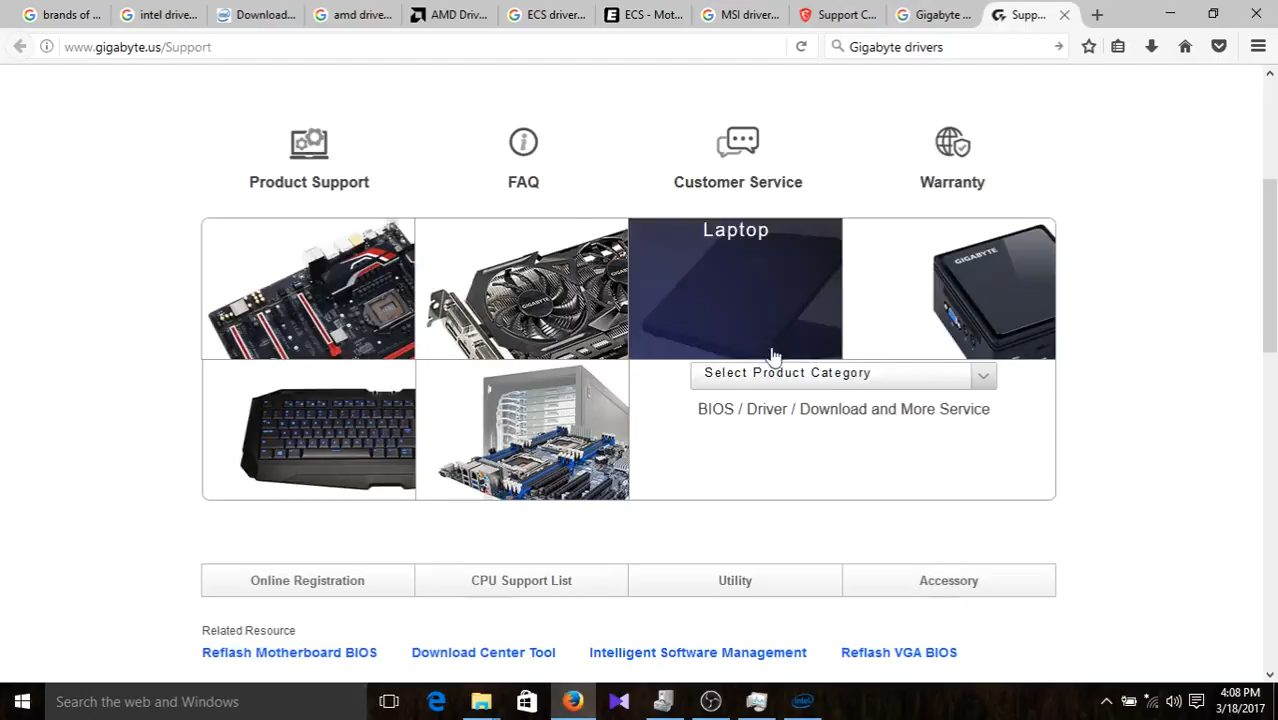 brands of ...
intel drive...
Download...
amd drive...
AMD Driv...
ECS driver...
ECS - Mot...
MSI driver...
Support C...
Gigabyte ...
Supp...
www.gigabyte.us/Support
Gigabyte drivers
Product Support
FAQ
Customer Service
Warranty
Laptop
GIGABYTE
GIGABYTE
Select Product Category
BIOS / Driver / Download and More Service
Online Registration
CPU Support List
Utility
Accessory
Related Resource
Reflash Motherboard BIOS
Download Center Tool
Intelligent Software Management
Reflash VGA BIOS
Search the web and Windows
4:08 PM
3/18/2017